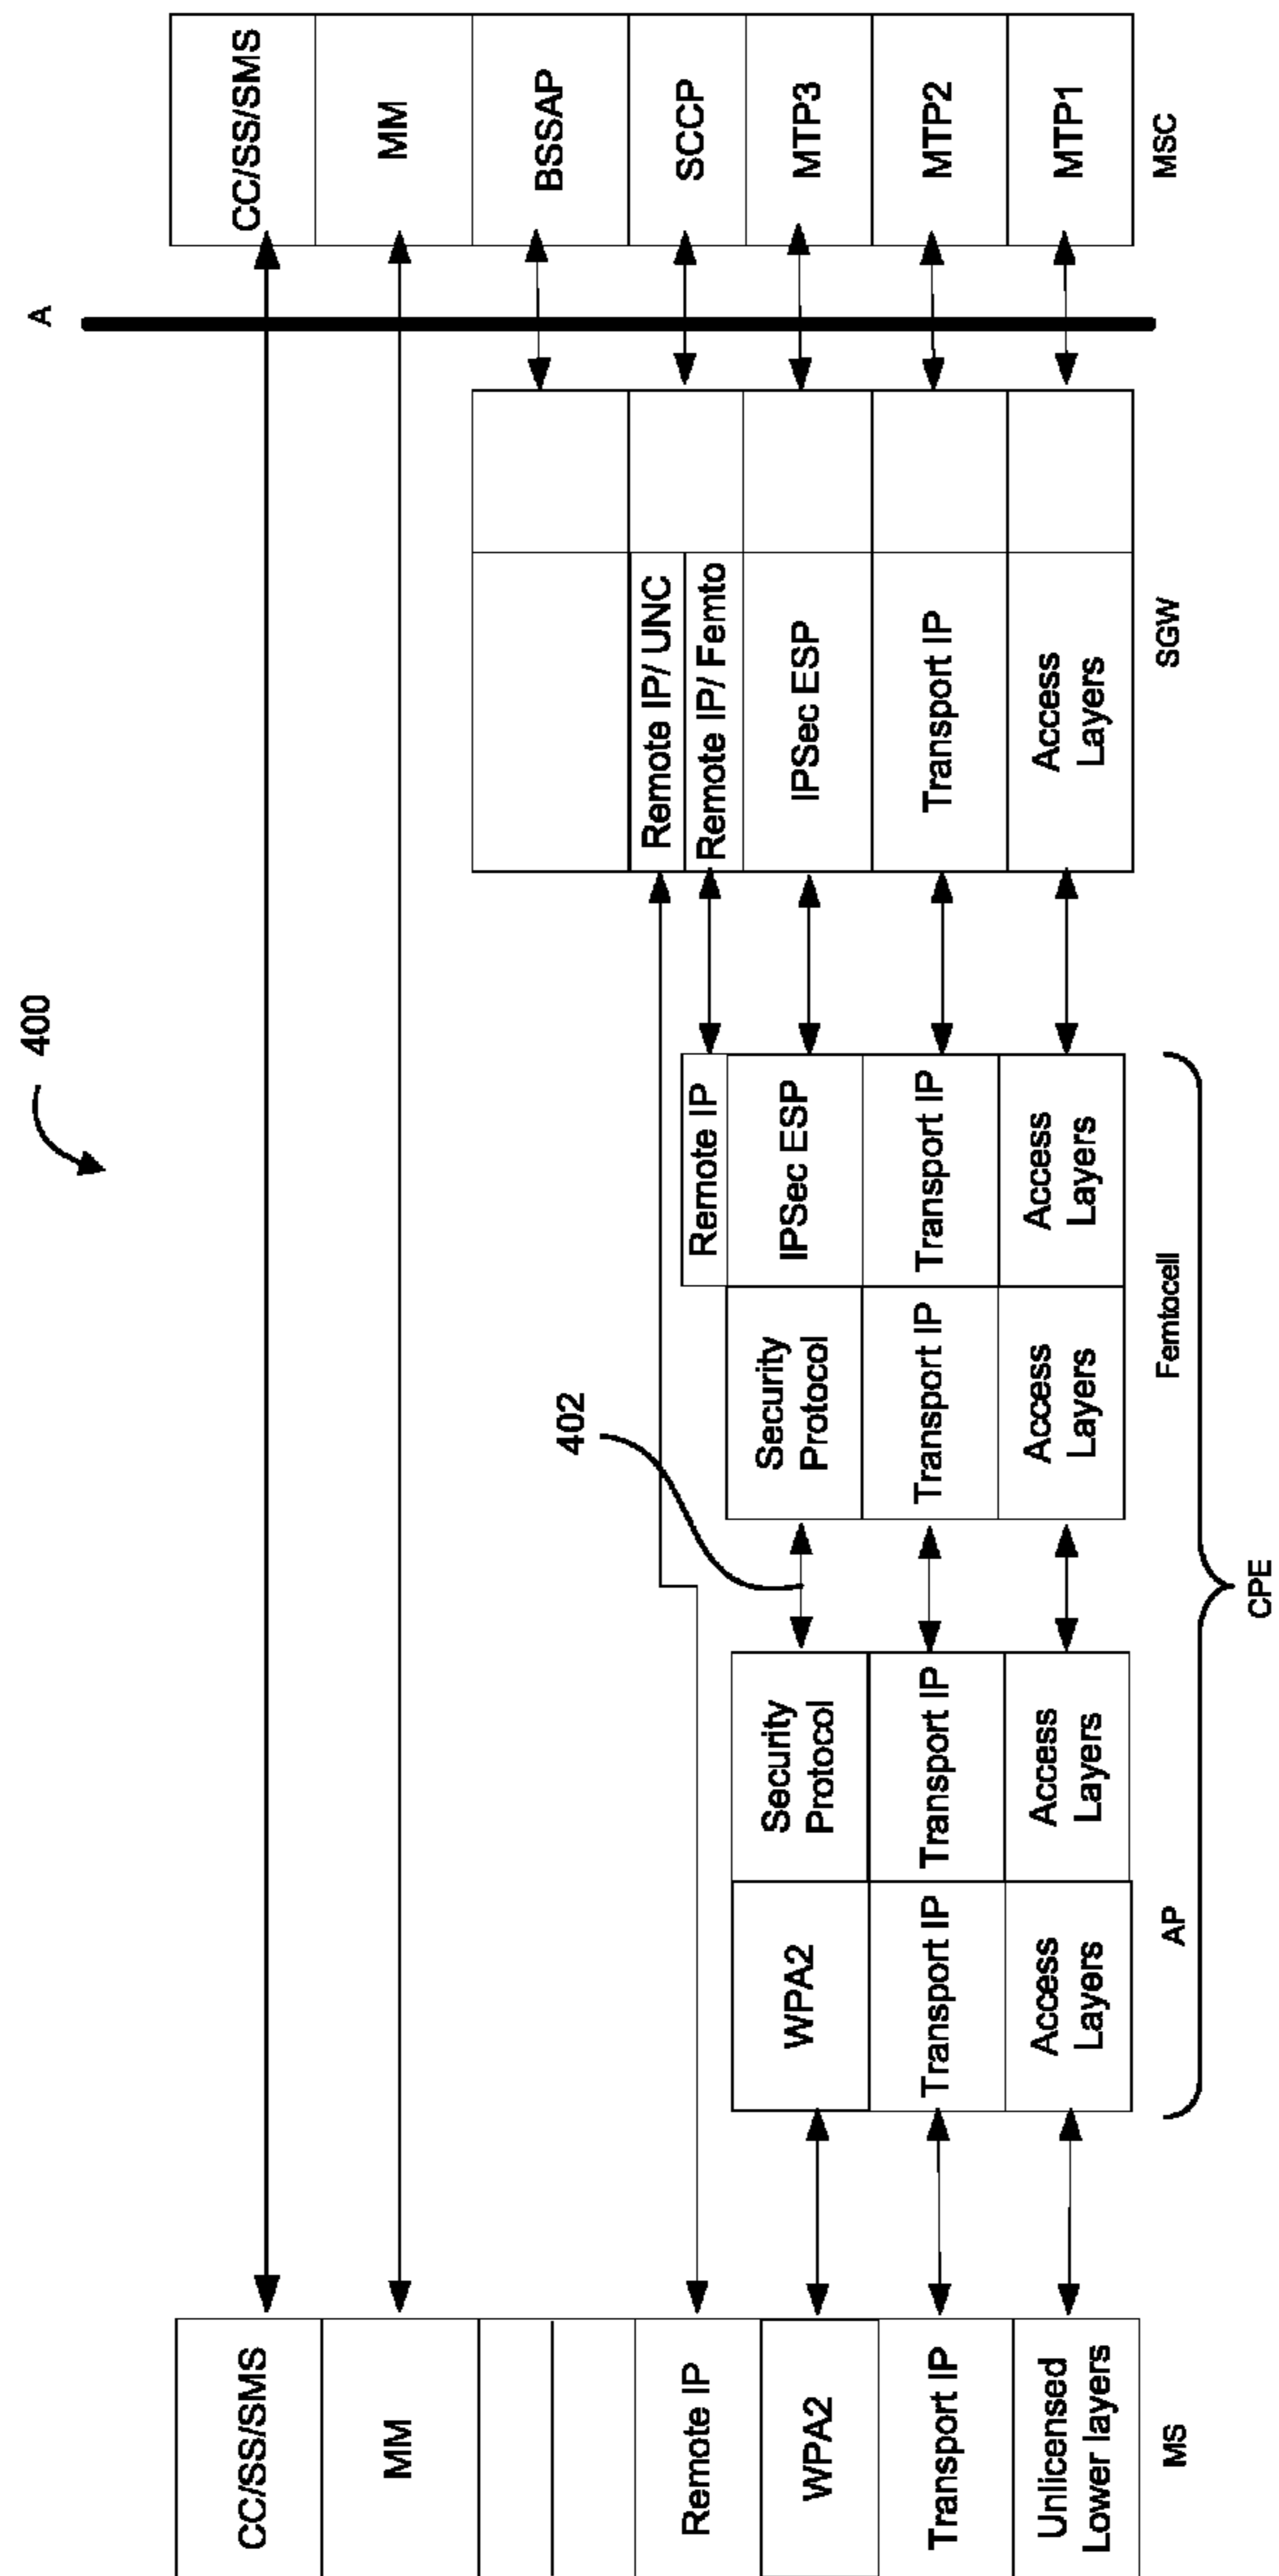 400
A
CC/SS/SMS
MM
Remote IP
WPA2
Transport IP
Unlicensed
Lower layers
MS
WPA2
Transport IP
Access
Layers
Security
Protocol
Transport IP
Access
Layers
AP
402
Security
Protocol
Transport IP
Access
Layers
Remote IP
IPSec ESP
Transport IP
Access
Layers
Femtocell
CPE
Remote IP/ UNC
Remote IP/ Femto
IPSec ESP
Transport IP
Access
Layers
SGW
CC/SS/SMS
MM
BSSAP
SCCP
MTP3
MTP2
MTP1
MSC